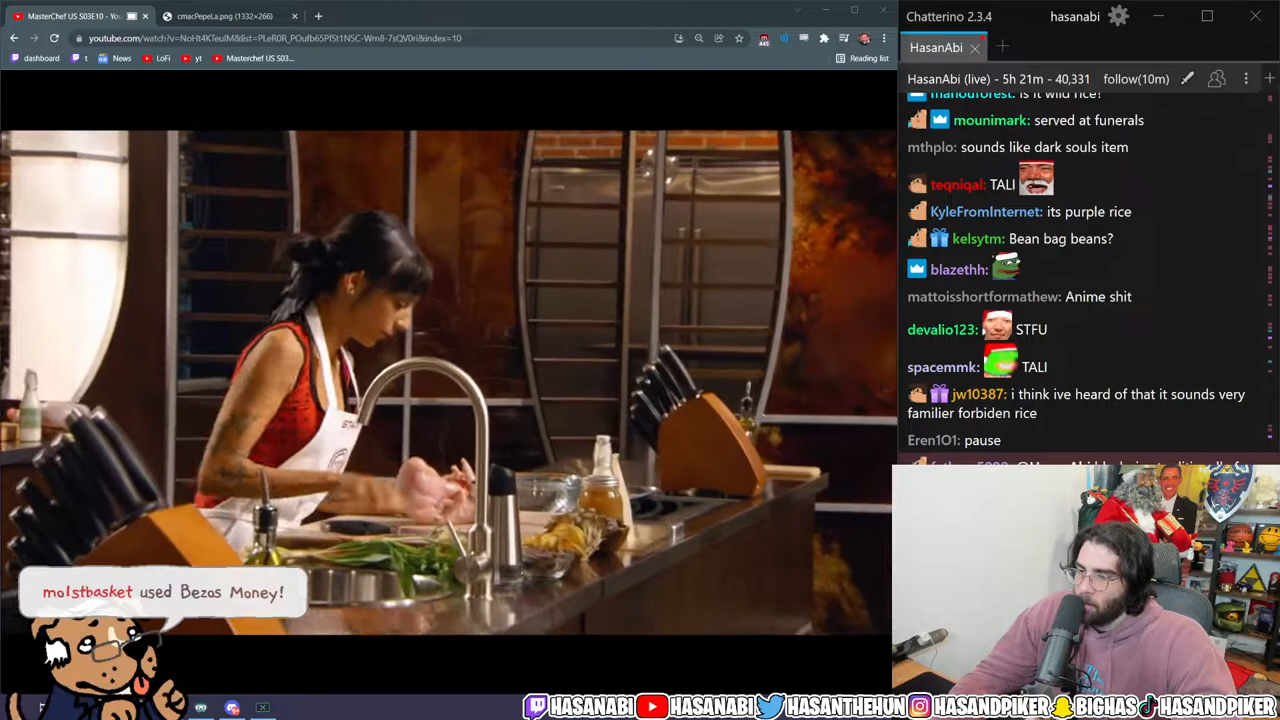 MasterChef US S03E10 - You
cmacPepeLa.png (1332×266)
youtube.com/watch?v=NoHt4KTeuIM&list=PLeR0R_POufb65PfSt1N5C-Wm8-7sQV0ri&index=10
dashboard
t
News
LoFi
yt
Masterchef US S03...
Reading list
445
Chatterino 2.3.4
hasanabi
HasanAbi
HasanAbi (live) - 5h 21m - 40,331
follow(10m)
manouforest: Is it wild rice?
mounimark: served at funerals
mthplo: sounds like dark souls item
teqniqal: TALI
KyleFromInternet: its purple rice
kelsytm: Bean bag beans?
blazethh:
mattoisshortformathew: Anime shit
devalio123: STFU
spacemmk: TALI
jw10387: i think ive heard of that it sounds very
familier forbiden rice
Eren1O1: pause
mo1stbasket used Bezos Money!
HASANABI
HASANABI
HASANTHEHUN
HASANDPIKER
BIGHAS
HASANDPIKER